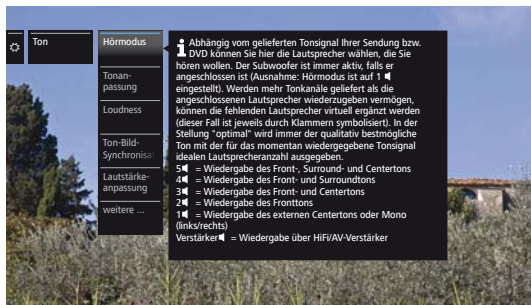 Ton
Hörmodus
Tonan-
passung
Loudness
Ton-Bild-
Synchronisat
Lautstärke-
anpassung
weitere ...
Abhängig vom gelieferten Tonsignal Ihrer Sendung bzw.
DVD können Sie hier die Lautsprecher wählen, die Sie
hören wollen. Der Subwoofer ist immer aktiv, falls er
angeschlossen ist (Ausnahme: Hörmodus ist auf 1
eingestellt). Werden mehr Tonkanäle geliefert als die
angeschlossenen Lautsprecher wiederzugeben vermögen,
können die fehlenden Lautsprecher virtuell ergänzt werden
(dieser Fall ist jeweils durch Klammern symbolisiert). In der
Stellung "optimal" wird immer der qualitativ bestmögliche
Ton mit der für das momentan wiedergegebene Tonsignal
idealen Lautsprecheranzahl ausgegeben.
5 = Wiedergabe des Front-, Surround- und Centertons
4 = Wiedergabe des Front- und Surroundtons
3 = Wiedergabe des Front- und Centertons
2 = Wiedergabe des Fronttons
1 = Wiedergabe des externen Centertons oder Mono
(links/rechts)
Verstärker = Wiedergabe über HiFi/AV-Verstärker